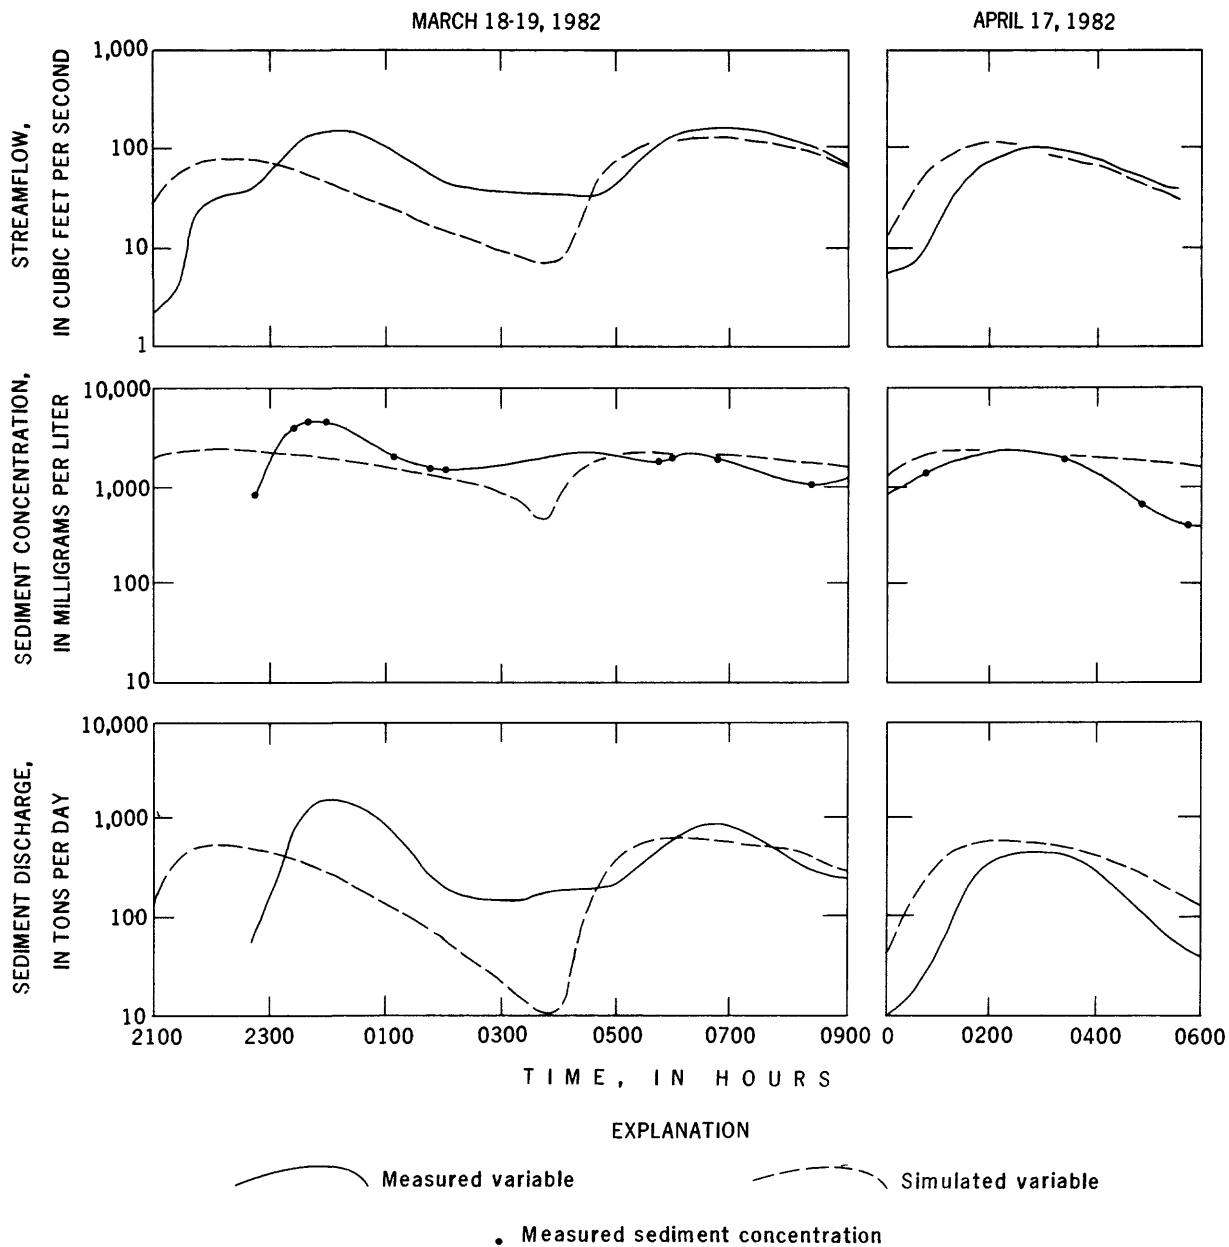 MARCH 18-19, 1982
APRIL 17, 1982
STREAMFLOW,
IN CUBIC FEET PER SECOND
1,000
100
10
1
SEDIMENT CONCENTRATION,
IN MILLIGRAMS PER LITER
10,000
1,000
100
10
SEDIMENT DISCHARGE,
IN TONS PER DAY
10,000
1,000
100
10
2100 2300 0100 0300 0500 0700 0900 0 0200 0400 0600
TIME, IN HOURS
EXPLANATION
Measured variable
Simulated variable
Measured sediment concentration